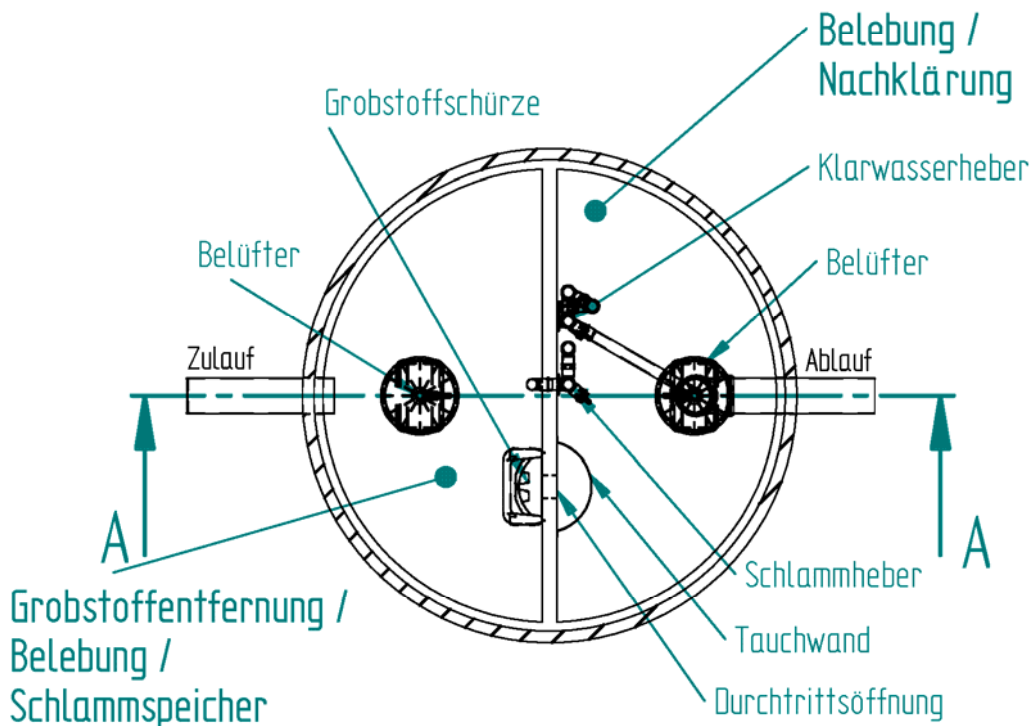 Belebung /
Nachklärung
Grobstoffschürze
Klarwasserheber
Belüfter
Belüfter
Zulauf
Ablauf
A
A
Schlammheber
Grobstoffentfernung /
Belebung /
Schlammspeicher
Tauchwand
Durchtrittsöffnung